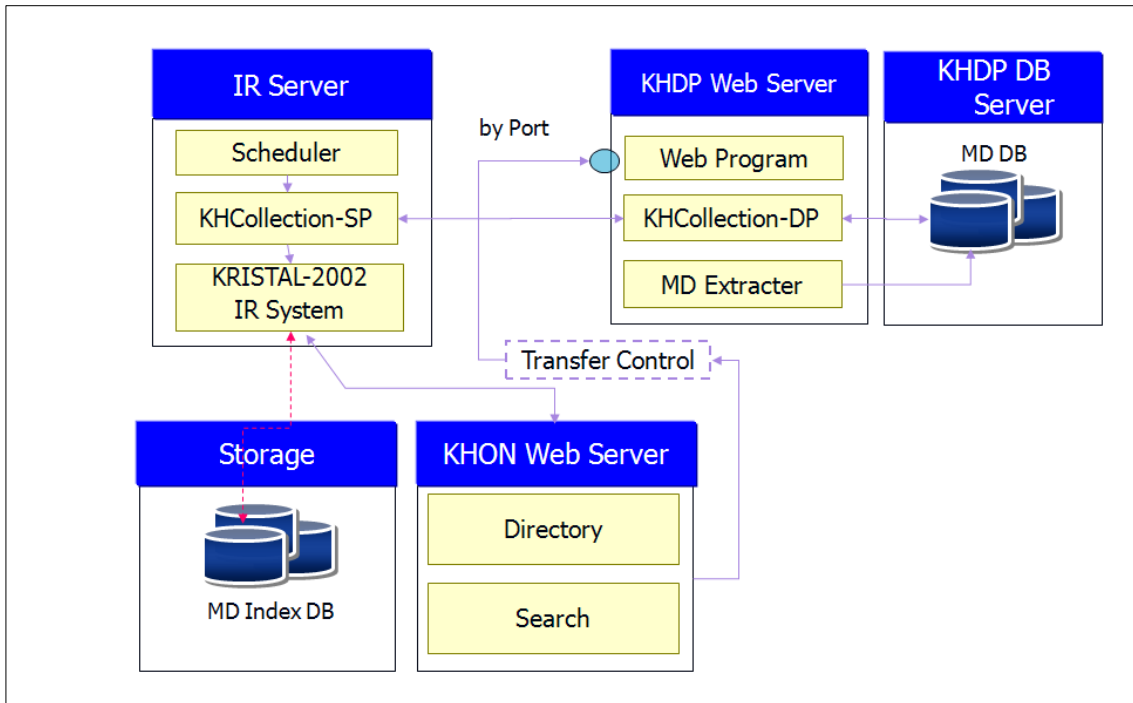 IR Server
Scheduler
KHCollection-SP
KRISTAL-2002
IR System
by Port
KHDP Web Server
Web Program
KHCollection-DP
MD Extracter
KHDP DB
Server
MD DB
Transfer Control
Storage
MD Index DB
KHON Web Server
Directory
Search